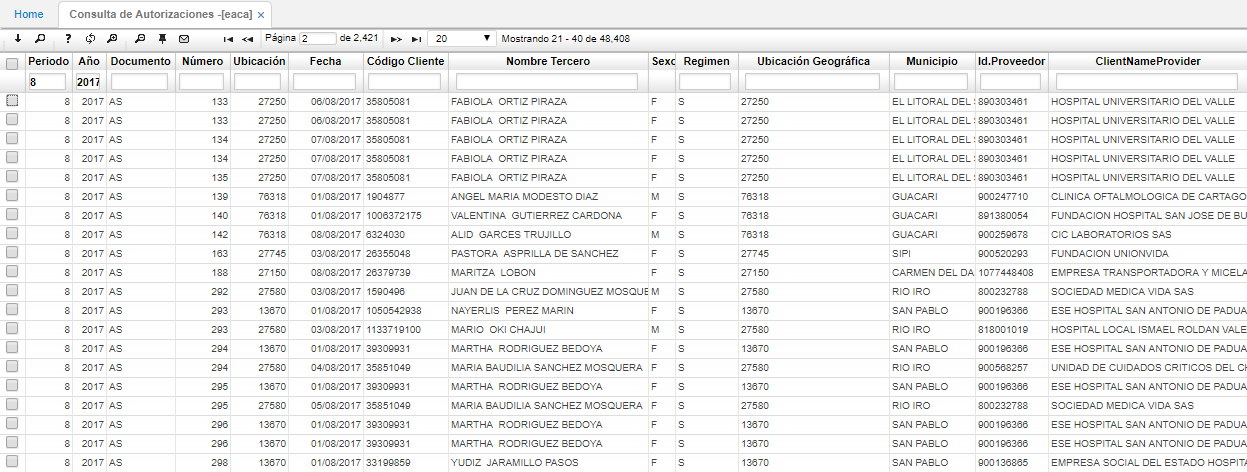 Home Consulta de Autorizaciones -[eaca] ×
Página 2 de 2,421 20 Mostrando 21 - 40 de 48,408
Periodo Año Documento Número Ubicación Fecha Código Cliente Nombre Tercero Sexo Regimen Ubicación Geográfica Municipio Id.Proveedor ClientNameProvider
8 2017
8 2017 AS 133 27250 06/08/2017 35805081 FABIOLA ORTIZ PIRAZA F S 27250 EL LITORAL DEL 890303461 HOSPITAL UNIVERSITARIO DEL VALLE
8 2017 AS 133 27250 06/08/2017 35805081 FABIOLA ORTIZ PIRAZA F S 27250 EL LITORAL DEL 890303461 HOSPITAL UNIVERSITARIO DEL VALLE
8 2017 AS 134 27250 07/08/2017 35805081 FABIOLA ORTIZ PIRAZA F S 27250 EL LITORAL DEL 890303461 HOSPITAL UNIVERSITARIO DEL VALLE
8 2017 AS 134 27250 07/08/2017 35805081 FABIOLA ORTIZ PIRAZA F S 27250 EL LITORAL DEL 890303461 HOSPITAL UNIVERSITARIO DEL VALLE
8 2017 AS 135 27250 07/08/2017 35805081 FABIOLA ORTIZ PIRAZA F S 27250 EL LITORAL DEL 890303461 HOSPITAL UNIVERSITARIO DEL VALLE
8 2017 AS 139 76318 01/08/2017 1904877 ANGEL MARIA MODESTO DIAZ M S 76318 GUACARI 900247710 CLINICA OFTALMOLOGICA DE CARTAGO
8 2017 AS 140 76318 01/08/2017 1006372175 VALENTINA GUTIERREZ CARDONA F S 76318 GUACARI 891380054 FUNDACION HOSPITAL SAN JOSE DE BU
8 2017 AS 142 76318 08/08/2017 6324030 ALID GARCES TRUJILLO M S 76318 GUACARI 900259678 CIC LABORATORIOS SAS
8 2017 AS 163 27745 03/08/2017 26355048 PASTORA ASPRILLA DE SANCHEZ F S 27745 SIPI 900520293 FUNDACION UNIONVIDA
8 2017 AS 188 27150 08/08/2017 26379739 MARITZA LOBON F S 27150 CARMEN DEL DA 1077448408 EMPRESA TRANSPORTADORA Y MICELA
8 2017 AS 292 27580 03/08/2017 1590496 JUAN DE LA CRUZ DOMINGUEZ MOSQUE M S 27580 RIO IRO 800232788 SOCIEDAD MEDICA VIDA SAS
8 2017 AS 293 13670 01/08/2017 1050542938 NAYERLIS PEREZ MARIN F S 13670 SAN PABLO 900196366 ESE HOSPITAL SAN ANTONIO DE PADUA
8 2017 AS 293 27580 03/08/2017 1133719100 MARIO OKI CHAJUI M S 27580 RIO IRO 818001019 HOSPITAL LOCAL ISMAEL ROLDAN VALE
8 2017 AS 294 13670 01/08/2017 39309931 MARTHA RODRIGUEZ BEDOYA F S 13670 SAN PABLO 900196366 ESE HOSPITAL SAN ANTONIO DE PADUA
8 2017 AS 294 27580 04/08/2017 35851049 MARIA BAUDILIA SANCHEZ MOSQUERA F S 27580 RIO IRO 900568257 UNIDAD DE CUIDADOS CRITICOS DEL CH
8 2017 AS 295 13670 01/08/2017 39309931 MARTHA RODRIGUEZ BEDOYA F S 13670 SAN PABLO 900196366 ESE HOSPITAL SAN ANTONIO DE PADUA
8 2017 AS 295 27580 05/08/2017 35851049 MARIA BAUDILIA SANCHEZ MOSQUERA F S 27580 RIO IRO 800232788 SOCIEDAD MEDICA VIDA SAS
8 2017 AS 296 13670 01/08/2017 39309931 MARTHA RODRIGUEZ BEDOYA F S 13670 SAN PABLO 900196366 ESE HOSPITAL SAN ANTONIO DE PADUA
8 2017 AS 296 13670 01/08/2017 39309931 MARTHA RODRIGUEZ BEDOYA F S 13670 SAN PABLO 900196366 ESE HOSPITAL SAN ANTONIO DE PADUA
8 2017 AS 298 13670 01/08/2017 33199859 YUDIZ JARAMILLO PASOS F S 13670 SAN PABLO 900136865 EMPRESA SOCIAL DEL ESTADO HOSPITA